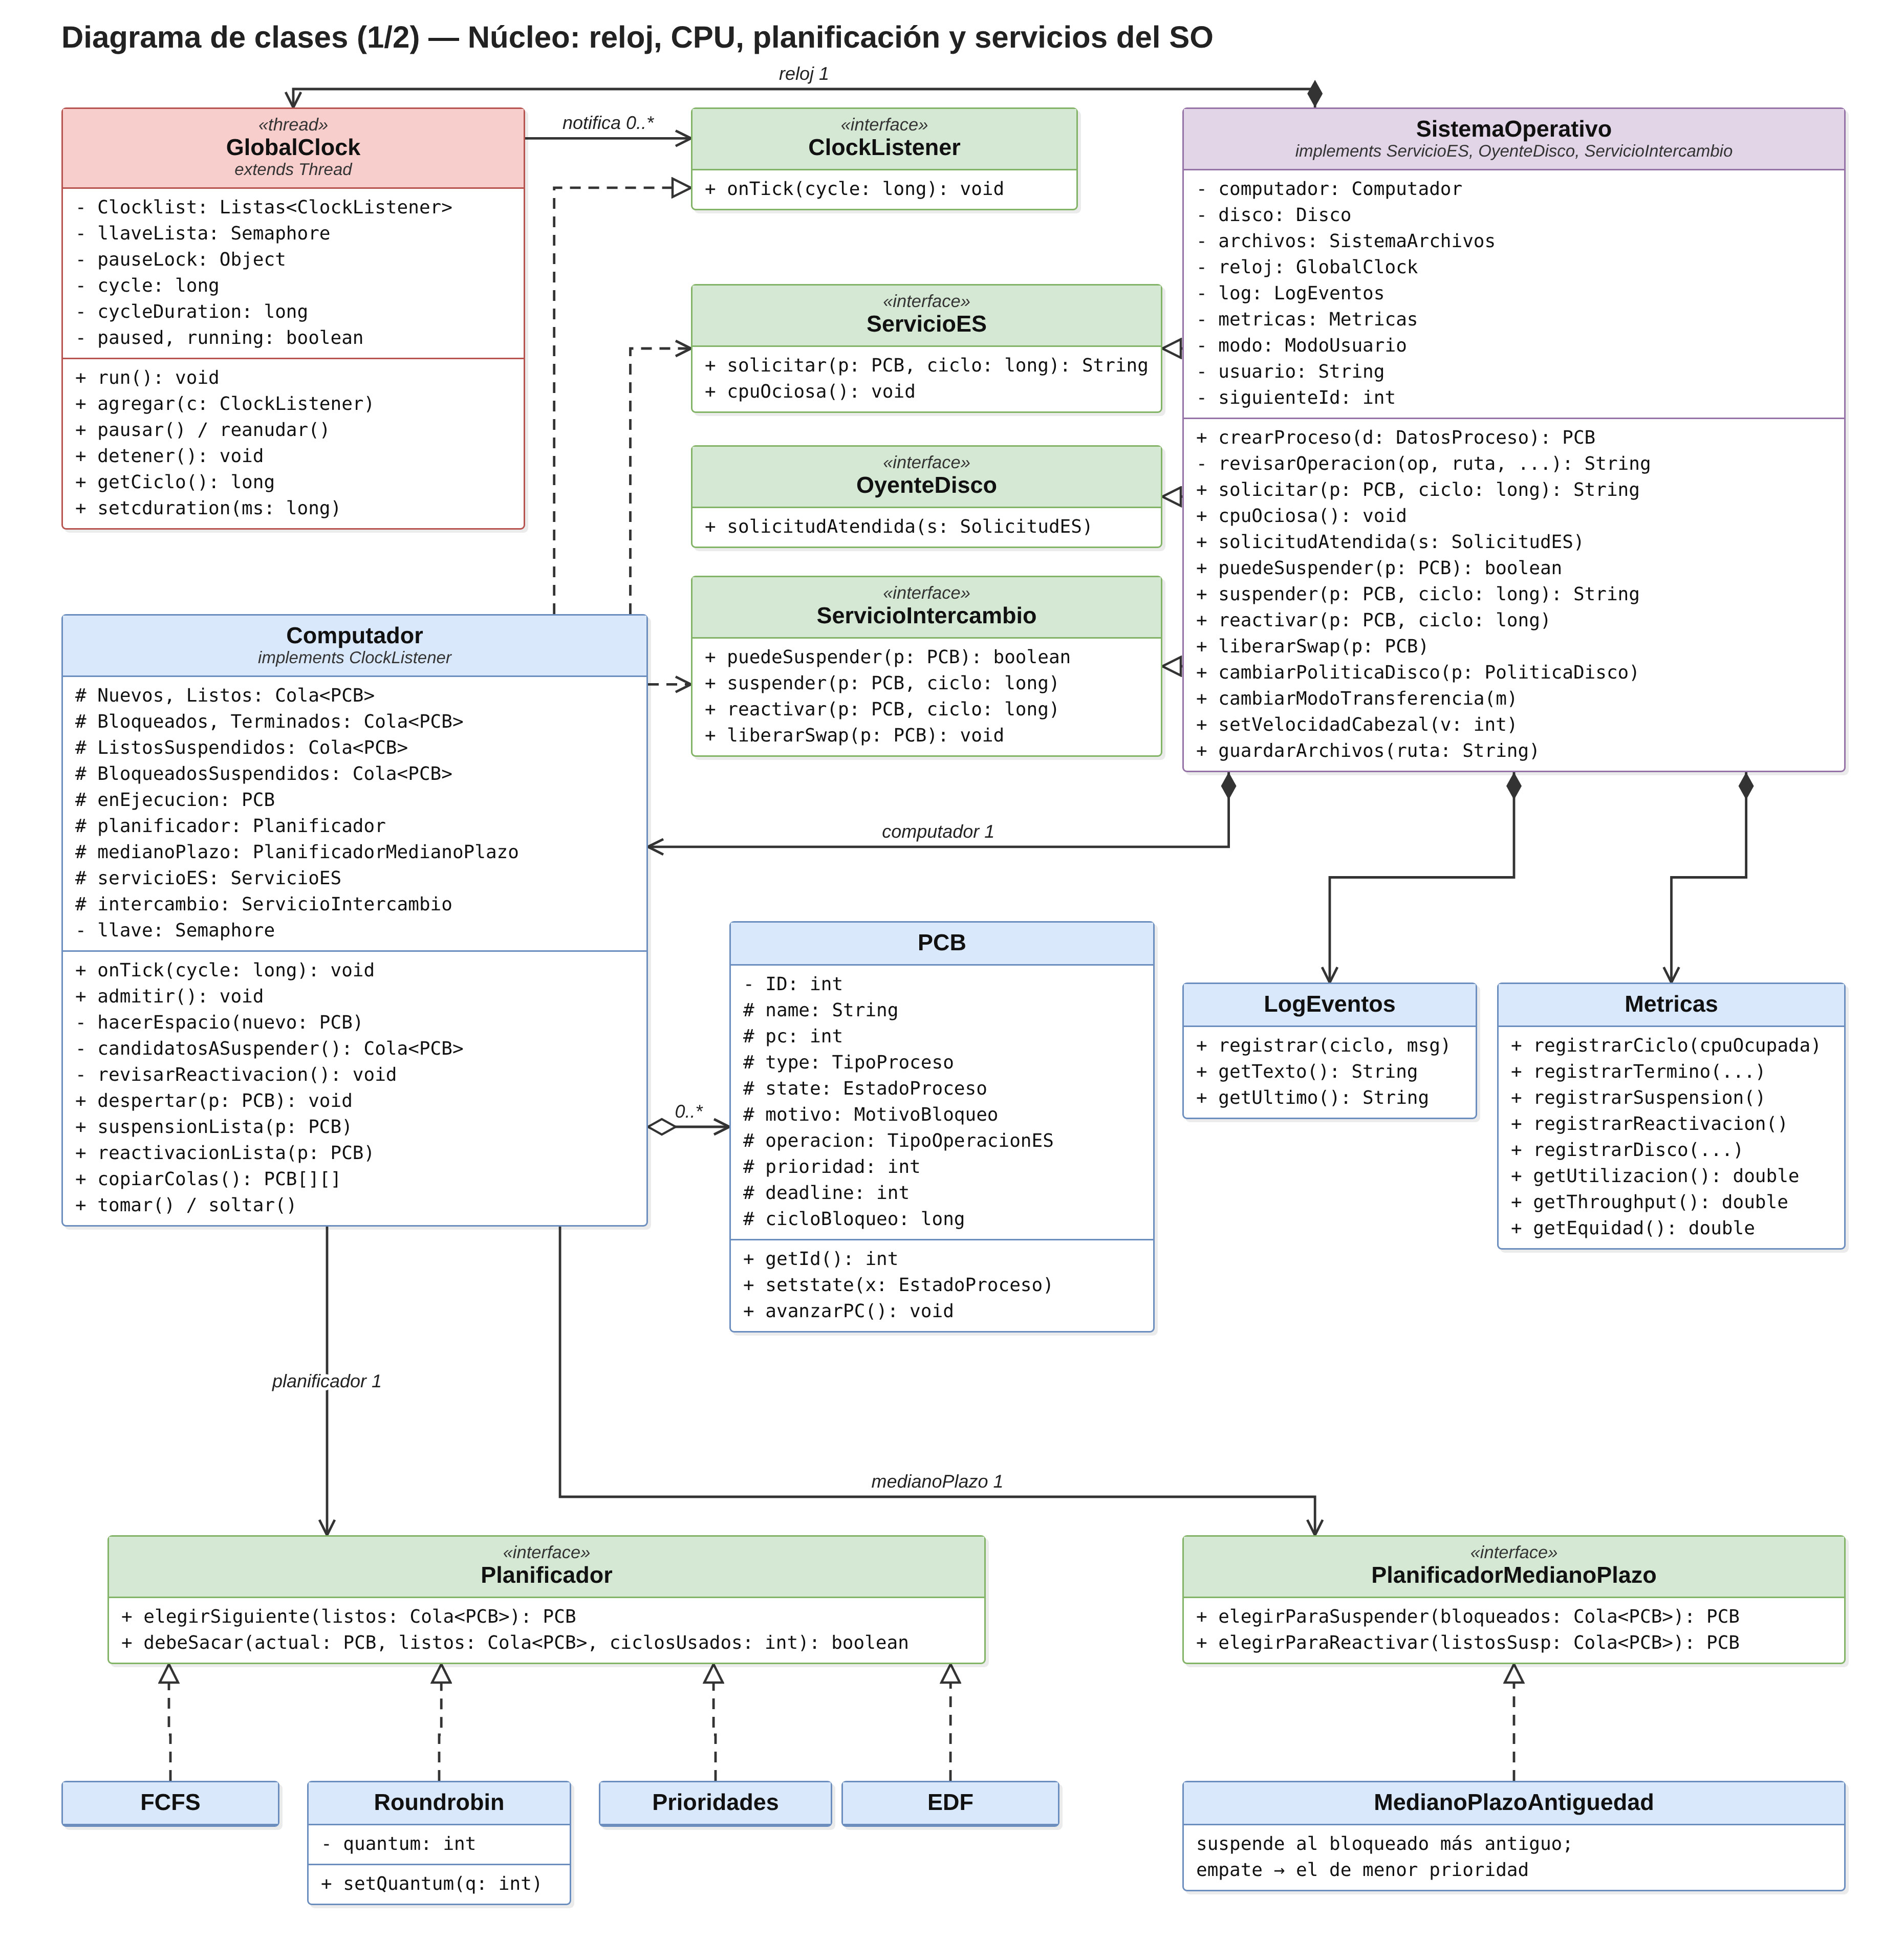 Diagrama de clases (1/2) — Núcleo: reloj, CPU, planificación y servicios del SO
reloj 1
«thread»
GlobalClock
extends Thread
- Clocklist: Listas<ClockListener>
- llaveLista: Semaphore
- pauseLock: Object
- cycle: long
- cycleDuration: long
- paused, running: boolean
+ run(): void
+ agregar(c: ClockListener)
+ pausar() / reanudar()
+ detener(): void
+ getCiclo(): long
+ setcduration(ms: long)
notifica 0..*
«interface»
ClockListener
+ onTick(cycle: long): void
«interface»
ServicioES
+ solicitar(p: PCB, ciclo: long): String
+ cpuOciosa(): void
«interface»
OyenteDisco
+ solicitudAtendida(s: SolicitudES)
«interface»
ServicioIntercambio
+ puedeSuspender(p: PCB): boolean
+ suspender(p: PCB, ciclo: long)
+ reactivar(p: PCB, ciclo: long)
+ liberarSwap(p: PCB): void
SistemaOperativo
implements ServicioES, OyenteDisco, ServicioIntercambio
- computador: Computador
- disco: Disco
- archivos: SistemaArchivos
- reloj: GlobalClock
- log: LogEventos
- metricas: Metricas
- modo: ModoUsuario
- usuario: String
- siguienteId: int
+ crearProceso(d: DatosProceso): PCB
- revisarOperacion(op, ruta, ...): String
+ solicitar(p: PCB, ciclo: long): String
+ cpuOciosa(): void
+ solicitudAtendida(s: SolicitudES)
+ puedeSuspender(p: PCB): boolean
+ suspender(p: PCB, ciclo: long): String
+ reactivar(p: PCB, ciclo: long)
+ liberarSwap(p: PCB)
+ cambiarPoliticaDisco(p: PoliticaDisco)
+ cambiarModoTransferencia(m)
+ setVelocidadCabezal(v: int)
+ guardarArchivos(ruta: String)
Computador
implements ClockListener
# Nuevos, Listos: Cola<PCB>
# Bloqueados, Terminados: Cola<PCB>
# ListosSuspendidos: Cola<PCB>
# BloqueadosSuspendidos: Cola<PCB>
# enEjecucion: PCB
# planificador: Planificador
# medianoPlazo: PlanificadorMedianoPlazo
# servicioES: ServicioES
# intercambio: ServicioIntercambio
- llave: Semaphore
+ onTick(cycle: long): void
+ admitir(): void
- hacerEspacio(nuevo: PCB)
- candidatosASuspender(): Cola<PCB>
- revisarReactivacion(): void
+ despertar(p: PCB): void
+ suspensionLista(p: PCB)
+ reactivacionLista(p: PCB)
+ copiarColas(): PCB[][]
+ tomar() / soltar()
computador 1
0..*
PCB
- ID: int
# name: String
# pc: int
# type: TipoProceso
# state: EstadoProceso
# motivo: MotivoBloqueo
# operacion: TipoOperacionES
# prioridad: int
# deadline: int
# cicloBloqueo: long
+ getId(): int
+ setstate(x: EstadoProceso)
+ avanzarPC(): void
LogEventos
+ registrar(ciclo, msg)
+ getTexto(): String
+ getUltimo(): String
Metricas
+ registrarCiclo(cpuOcupada)
+ registrarTermino(...)
+ registrarSuspension()
+ registrarReactivacion()
+ registrarDisco(...)
+ getUtilizacion(): double
+ getThroughput(): double
+ getEquidad(): double
planificador 1
medianoPlazo 1
«interface»
Planificador
+ elegirSiguiente(listos: Cola<PCB>): PCB
+ debeSacar(actual: PCB, listos: Cola<PCB>, ciclosUsados: int): boolean
«interface»
PlanificadorMedianoPlazo
+ elegirParaSuspender(bloqueados: Cola<PCB>): PCB
+ elegirParaReactivar(listosSusp: Cola<PCB>): PCB
FCFS
Roundrobin
- quantum: int
+ setQuantum(q: int)
Prioridades
EDF
MedianoPlazoAntiguedad
suspende al bloqueado más antiguo;
empate → el de menor prioridad